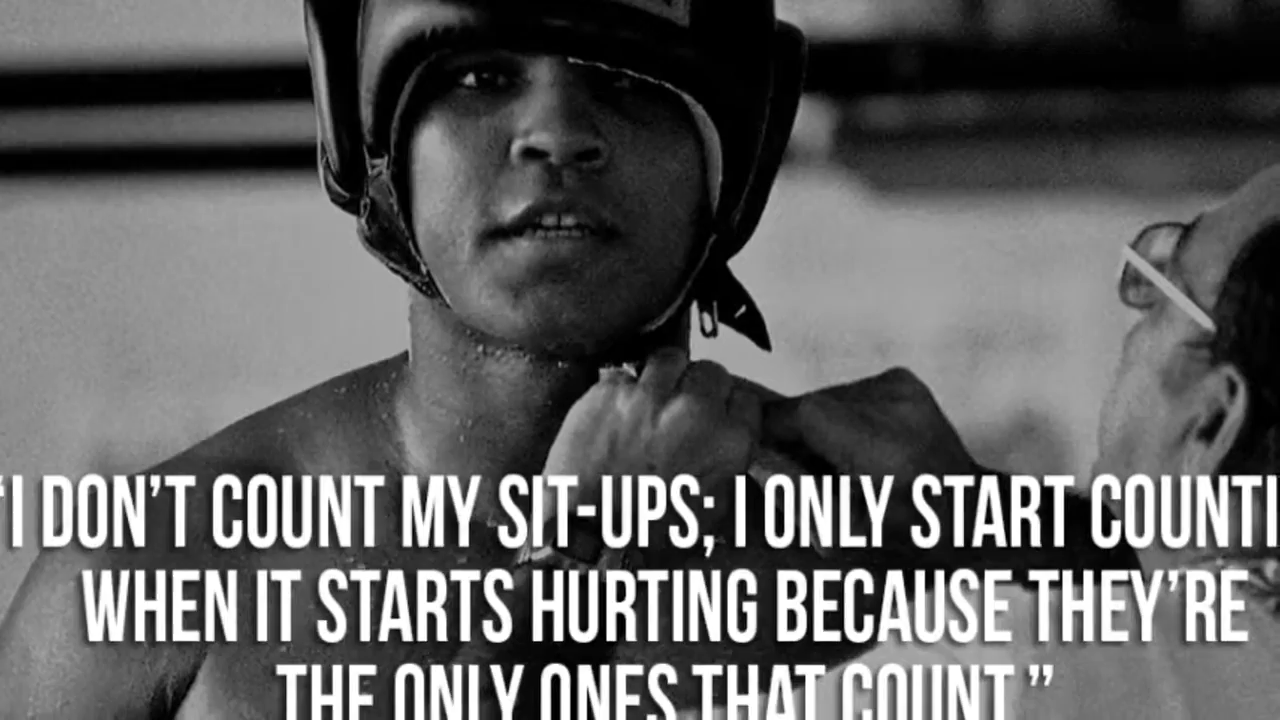 “I DON’T COUNT MY SIT-UPS; I ONLY START COUNTI
WHEN IT STARTS HURTING BECAUSE THEY’RE
THE ONLY ONES THAT COUNT.”